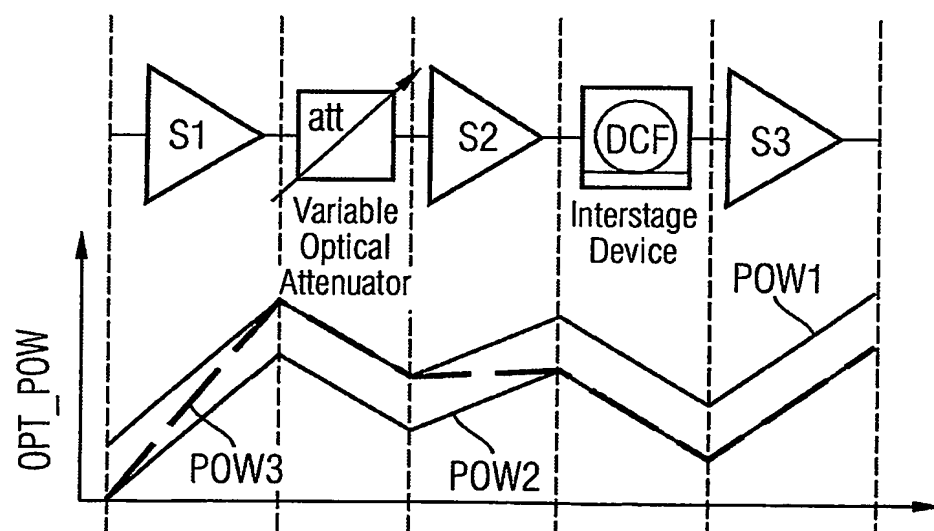 S1
att
S2
DCF
S3
Variable
Optical
Attenuator
Interstage
Device
OPT_POW
POW1
POW3
POW2